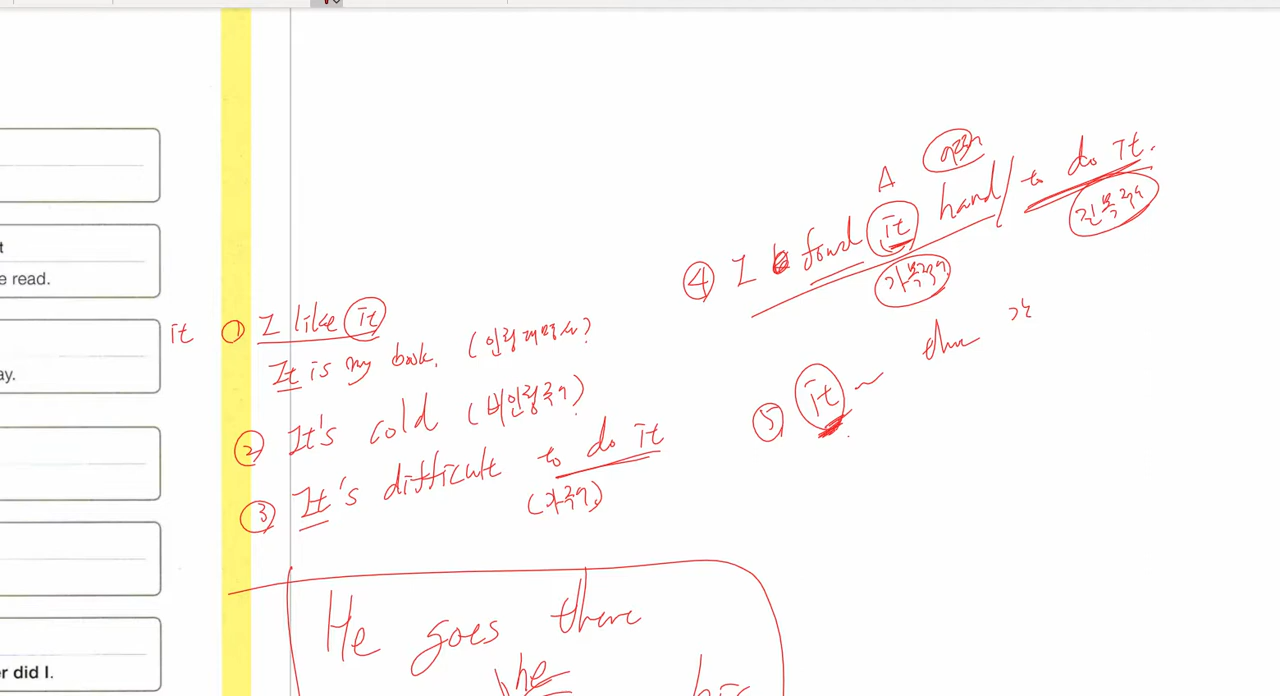 t
e read.
ay.
er did I.
it
① I like it
It is my book. (인칭대명사)
② It's cold (비인칭주어)
③ It's difficult to do it
(가주어)
④ I found it hard / to do it.
가목적어
진목적어
⑤ it ~
He goes there
he
his